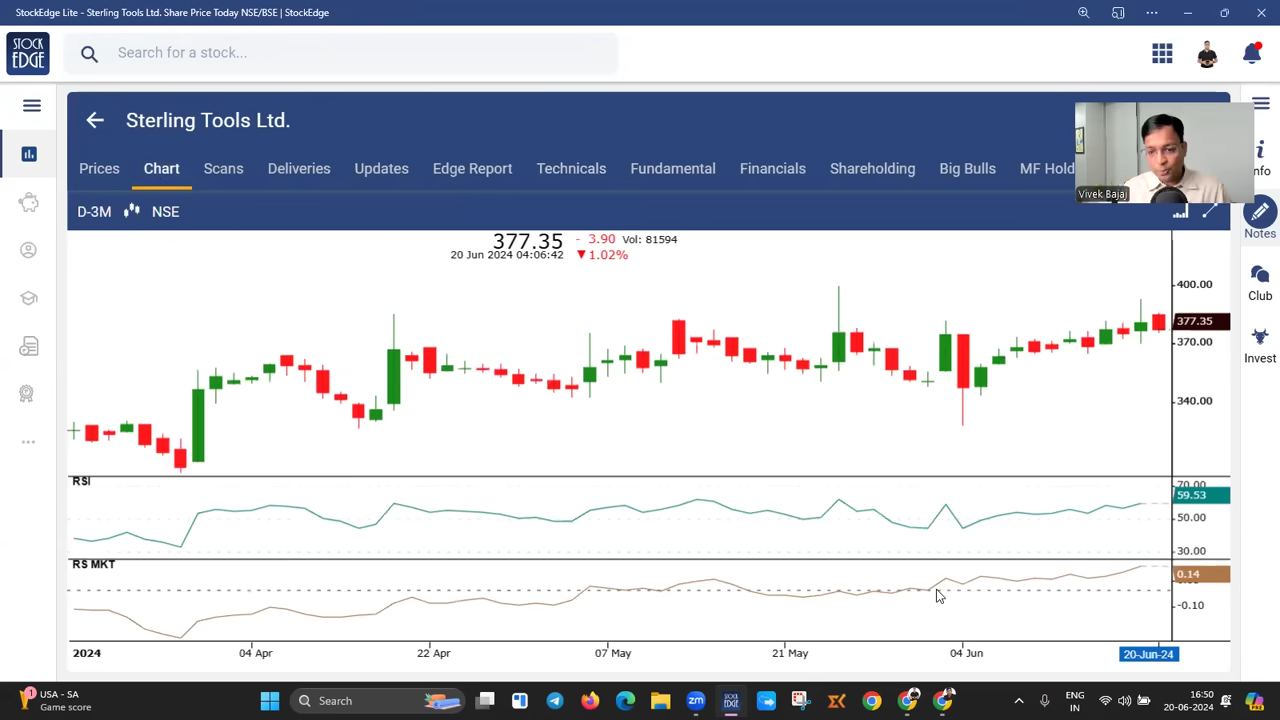 StockEdge Lite - Sterling Tools Ltd. Share Price Today NSE/BSE | StockEdge
STOCK
EDGE
Search for a stock...
Sterling Tools Ltd.
Prices Chart Scans Deliveries Updates Edge Report Technicals Fundamental Financials Shareholding Big Bulls MF Hold
Vivek Bajaj
nfo
Notes
Club
Invest
D-3M NSE
377.35 - 3.90 Vol: 81594
20 Jun 2024 04:06:42 ▼1.02%
400.00
377.35
370.00
340.00
RSI
70.00
59.53
50.00
30.00
RS MKT
0.14
-0.10
2024 04 Apr 22 Apr 07 May 21 May 04 Jun 20-Jun-24
1
USA - SA
Game score
Search
ENG
IN
16:50
20-06-2024